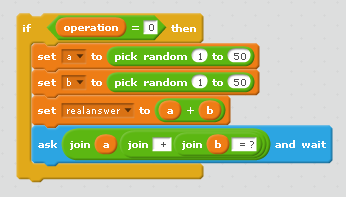 if operation = 0 then
set a to pick random 1 to 50
set b to pick random 1 to 50
set realanswer to a + b
ask join a join + join b = ? and wait